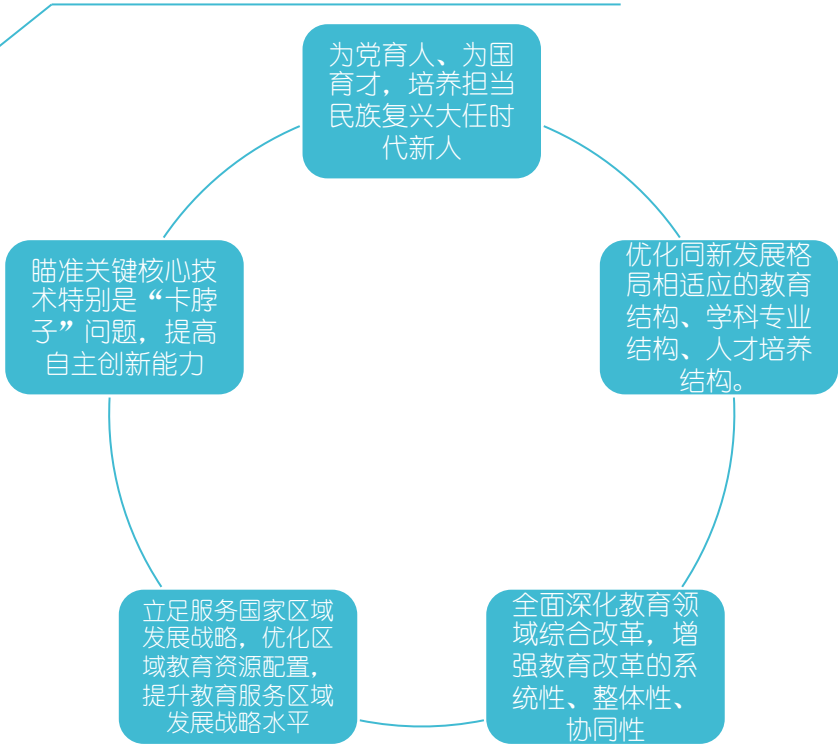 为党育人、为国
育才，培养担当
民族复兴大任时
代新人
优化同新发展格
局相适应的教育
结构、学科专业
结构、人才培养
结构。
全面深化教育领
域综合改革，增
强教育改革的系
统性、整体性、
协同性
立足服务国家区域
发展战略，优化区
域教育资源配置，
提升教育服务区域
发展战略水平
瞄准关键核心技
术特别是“卡脖
子”问题，提高
自主创新能力